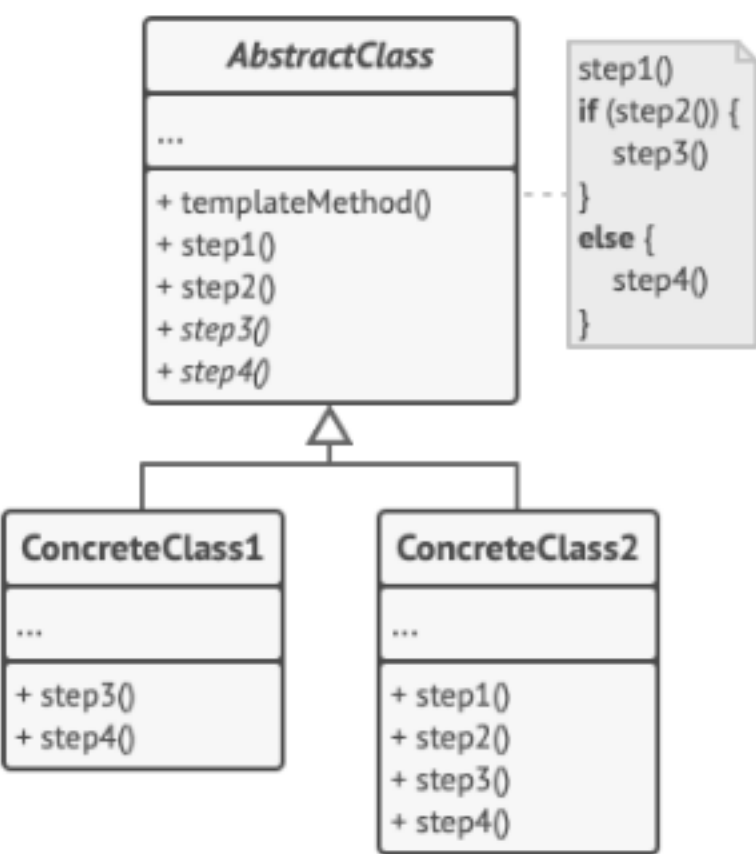 AbstractClass
...
+ templateMethod()
+ step1()
+ step2()
+ step3()
+ step4()
step1()
if (step2()) {
step3()
}
else {
step4()
}
ConcreteClass1
...
+ step3()
+ step4()
ConcreteClass2
...
+ step1()
+ step2()
+ step3()
+ step4()